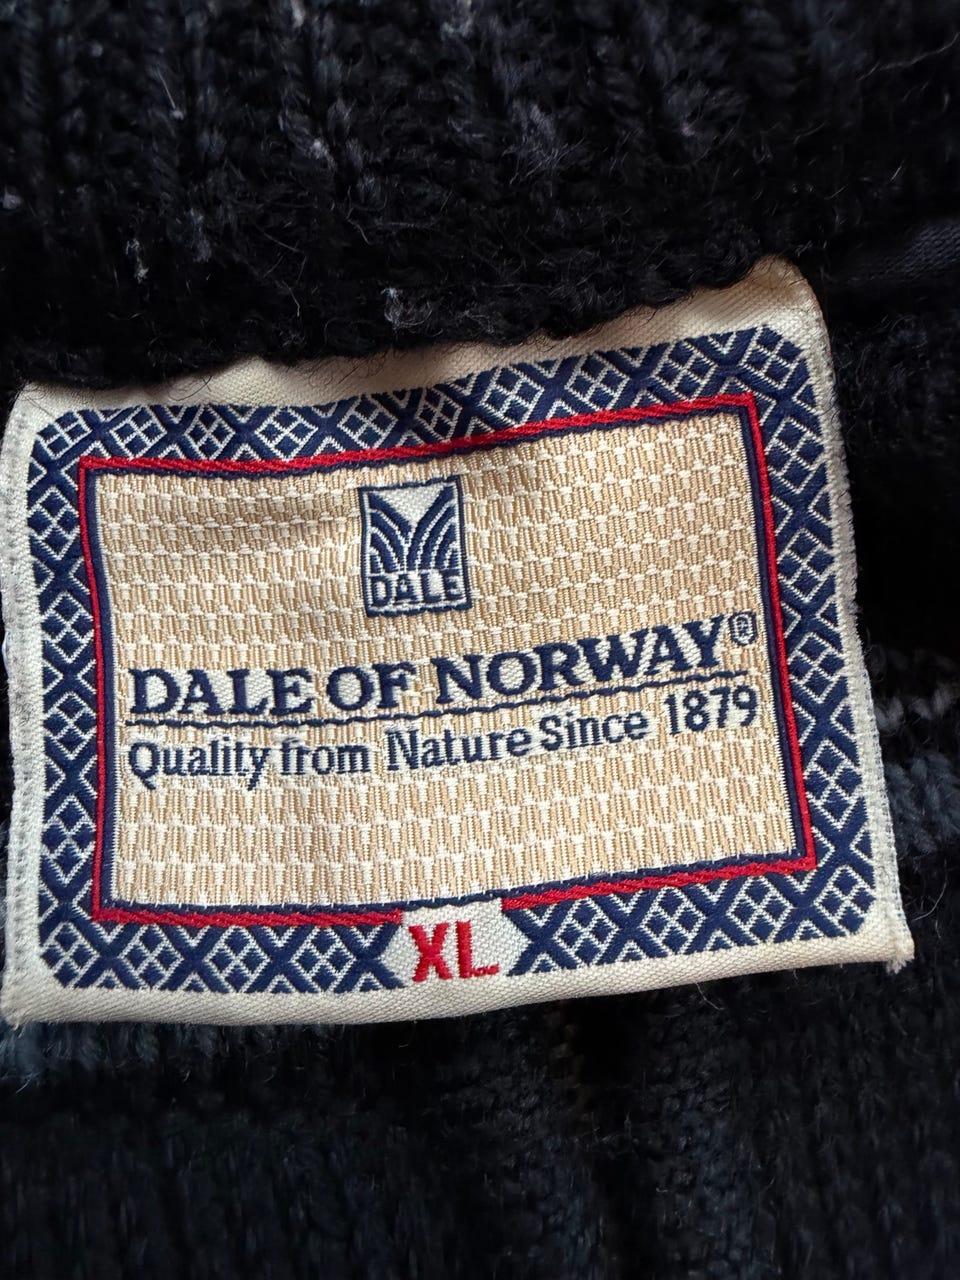 DALE
DALE OF NORWAY®
Quality from Nature Since 1879
XL